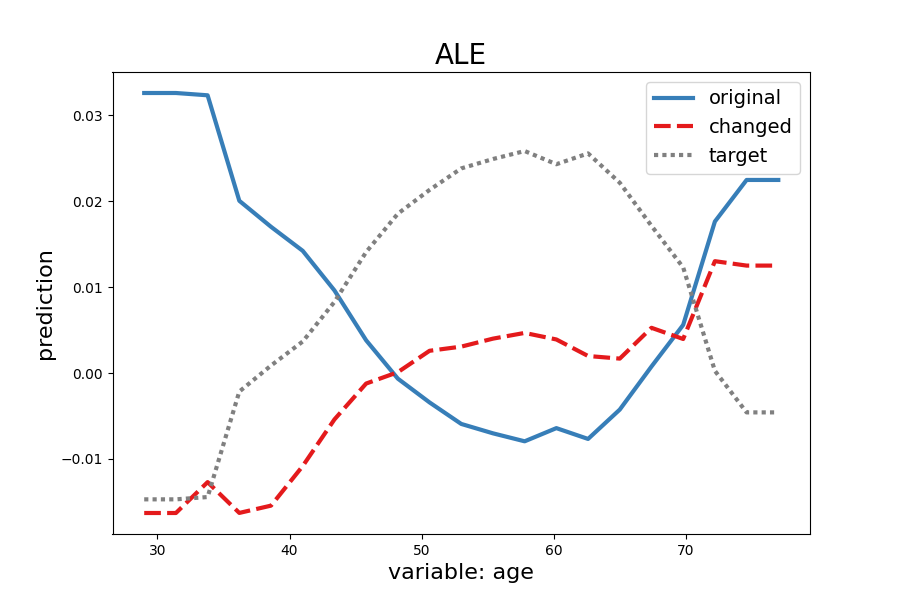 ALE
original
changed
target
prediction
0.03
0.02
0.01
0.00
−0.01
30 40 50 60 70
variable: age